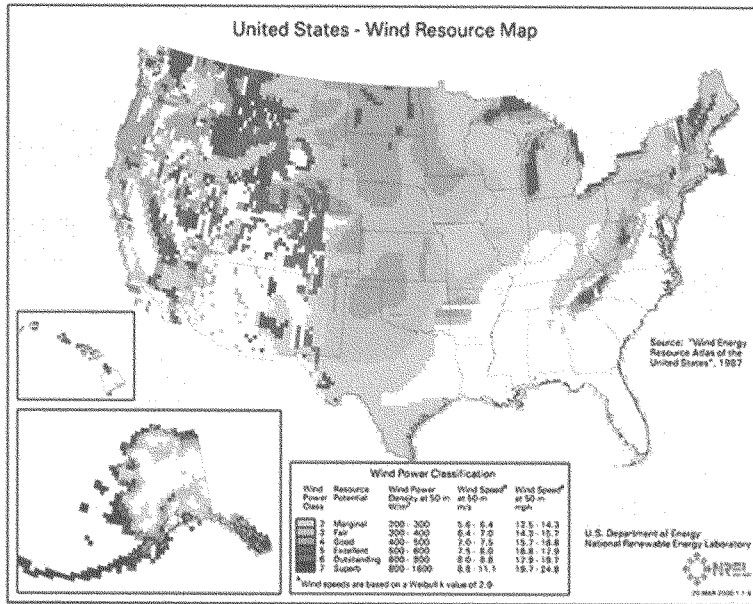 United States - Wind Resource Map
Source: "Wind Energy
Resource Atlas of the
United States", 1987
Wind Power Classification
Wind Power Class Resource Potential Wind Power Density at 50 m W/m² Wind Speedª at 50 m m/s Wind Speedª at 50 m mph
2 Marginal 200 - 300 5.6 - 6.4 12.5 - 14.3
3 Fair 300 - 400 6.4 - 7.0 14.3 - 15.7
4 Good 400 - 500 7.0 - 7.5 15.7 - 16.8
5 Excellent 500 - 600 7.5 - 8.0 16.8 - 17.9
6 Outstanding 600 - 800 8.0 - 8.8 17.9 - 19.7
7 Superb 800 - 1600 8.8 - 11.1 19.7 - 24.8
ª Wind speeds are based on a Weibull k value of 2.0
U.S. Department of Energy
National Renewable Energy Laboratory
NREL